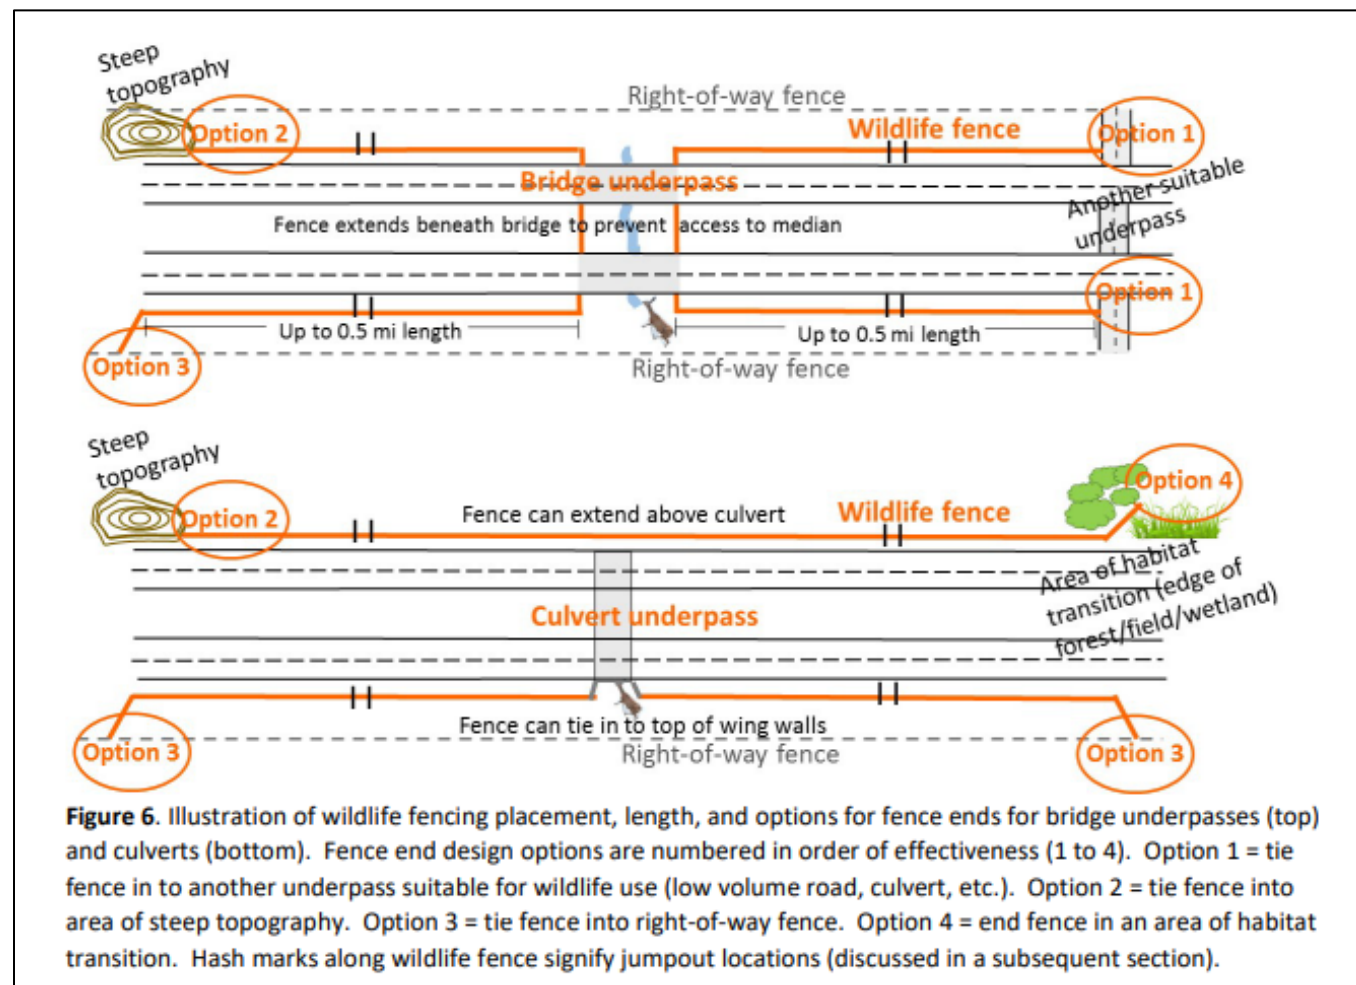 Steep
topography
Right-of-way fence
Option 2
Wildlife fence
Option 1
Bridge underpass
Another suitable
underpass
Fence extends beneath bridge to prevent access to median
Option 1
Up to 0.5 mi length
Up to 0.5 mi length
Option 3
Right-of-way fence
Steep
topography
Option 4
Option 2
Fence can extend above culvert
Wildlife fence
Area of habitat
transition (edge of
forest/field/wetland)
Culvert underpass
Fence can tie in to top of wing walls
Option 3
Right-of-way fence
Option 3
Figure 6. Illustration of wildlife fencing placement, length, and options for fence ends for bridge underpasses (top)
and culverts (bottom). Fence end design options are numbered in order of effectiveness (1 to 4). Option 1 = tie
fence in to another underpass suitable for wildlife use (low volume road, culvert, etc.). Option 2 = tie fence into
area of steep topography. Option 3 = tie fence into right-of-way fence. Option 4 = end fence in an area of habitat
transition. Hash marks along wildlife fence signify jumpout locations (discussed in a subsequent section).